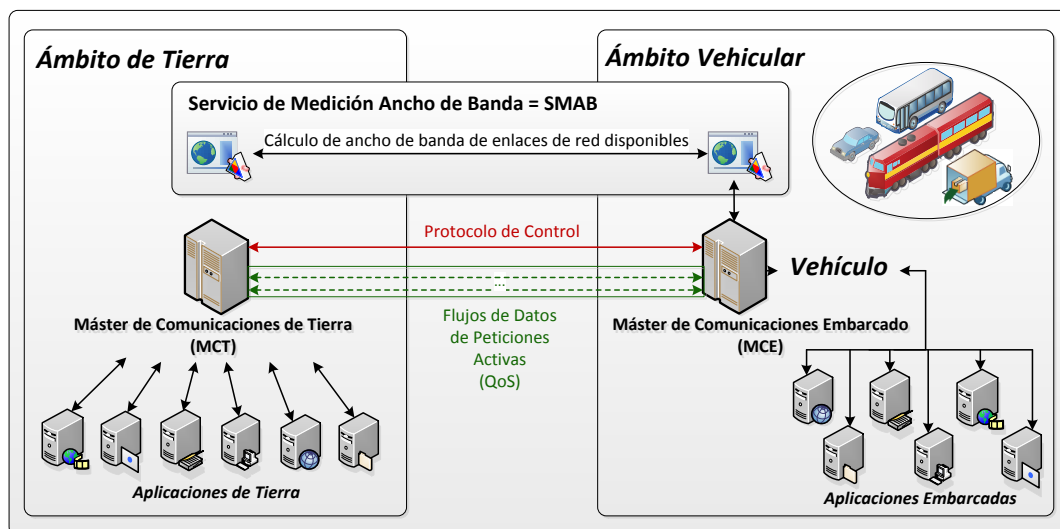 Ámbito de Tierra
Ámbito Vehicular
Servicio de Medición Ancho de Banda = SMAB
Cálculo de ancho de banda de enlaces de red disponibles
Protocolo de Control
...
Vehículo
Máster de Comunicaciones de Tierra
(MCT)
Flujos de Datos
de Peticiones
Activas
(QoS)
Máster de Comunicaciones Embarcado
(MCE)
Aplicaciones de Tierra
Aplicaciones Embarcadas